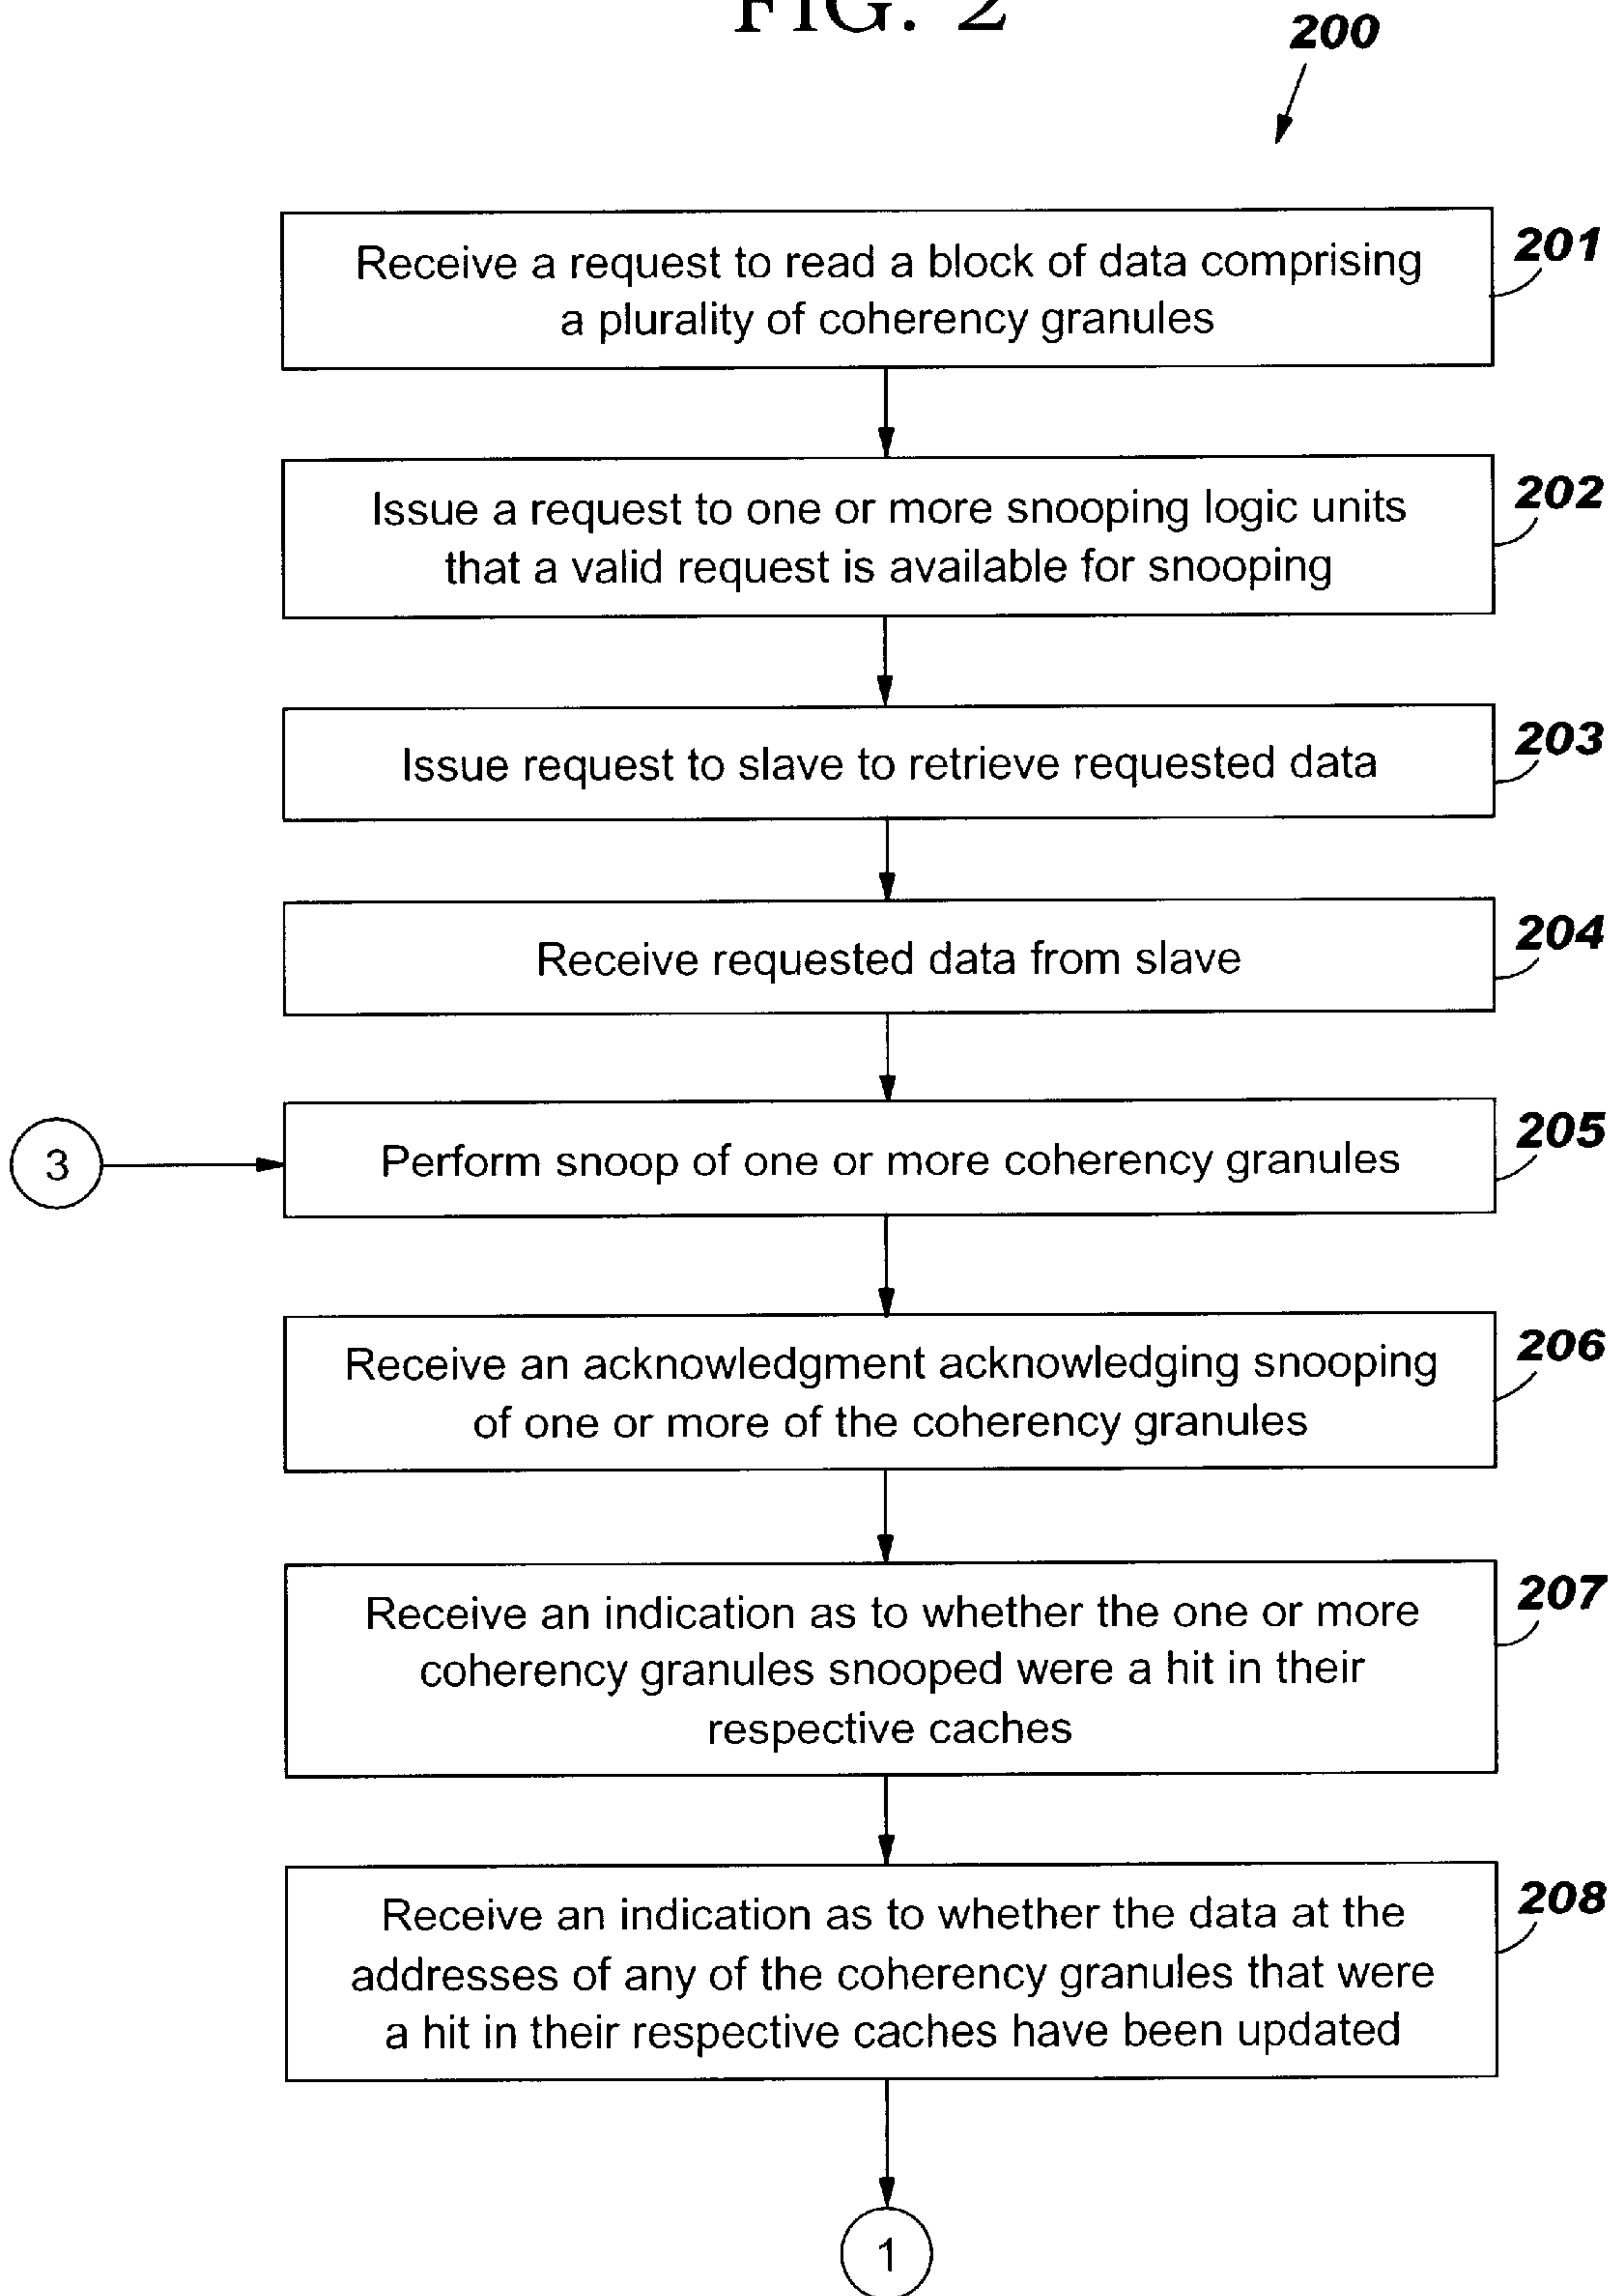 FIG. 2
200
Receive a request to read a block of data comprising
a plurality of coherency granules
201
Issue a request to one or more snooping logic units
that a valid request is available for snooping
202
Issue request to slave to retrieve requested data
203
Receive requested data from slave
204
3
Perform snoop of one or more coherency granules
205
Receive an acknowledgment acknowledging snooping
of one or more of the coherency granules
206
Receive an indication as to whether the one or more
coherency granules snooped were a hit in their
respective caches
207
Receive an indication as to whether the data at the
addresses of any of the coherency granules that were
a hit in their respective caches have been updated
208
1